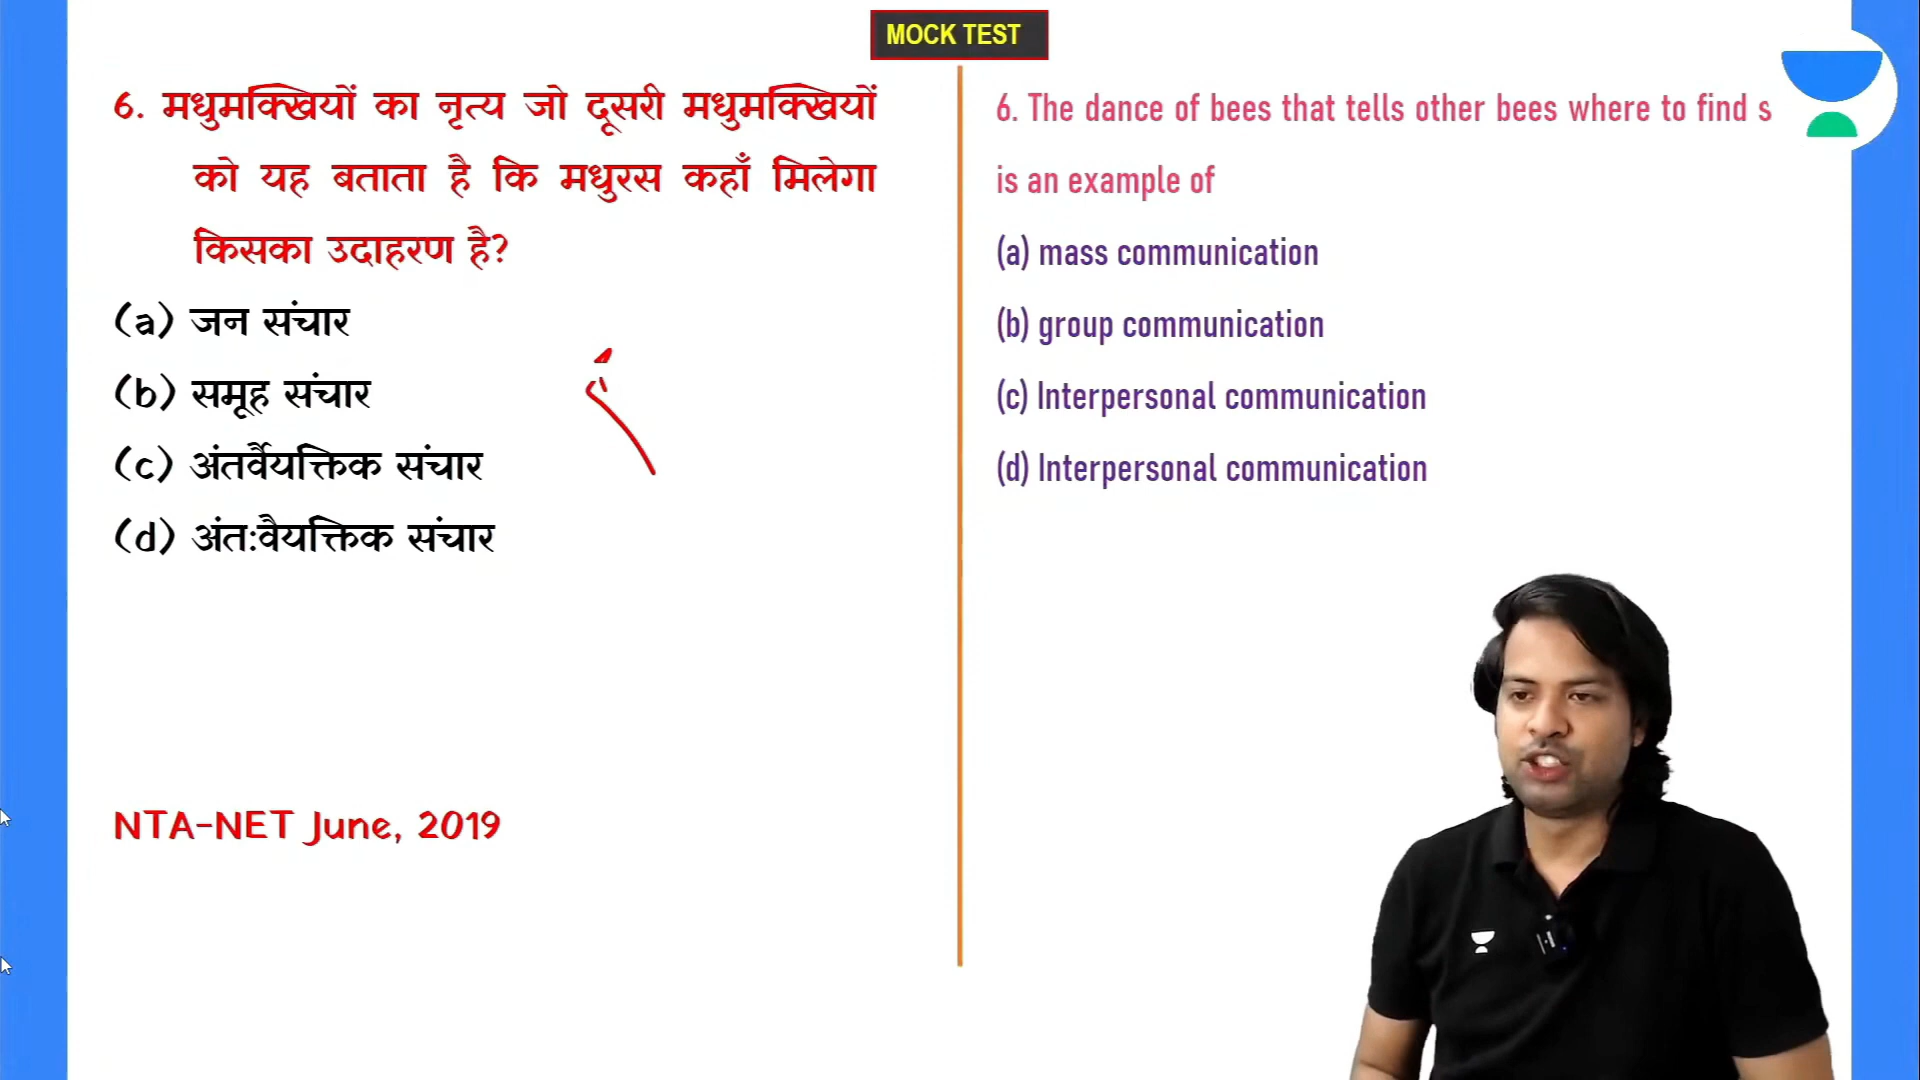 MOCK TEST
6. मधुमक्खियों का नृत्य जो दूसरी मधुमक्खियों
को यह बताता है कि मधुरस कहाँ मिलेगा
किसका उदाहरण है?
(a) जन संचार
(b) समूह संचार
(c) अंतर्वैयक्तिक संचार
(d) अंतःवैयक्तिक संचार
NTA-NET June, 2019
6. The dance of bees that tells other bees where to find s
is an example of
(a) mass communication
(b) group communication
(c) Interpersonal communication
(d) Interpersonal communication